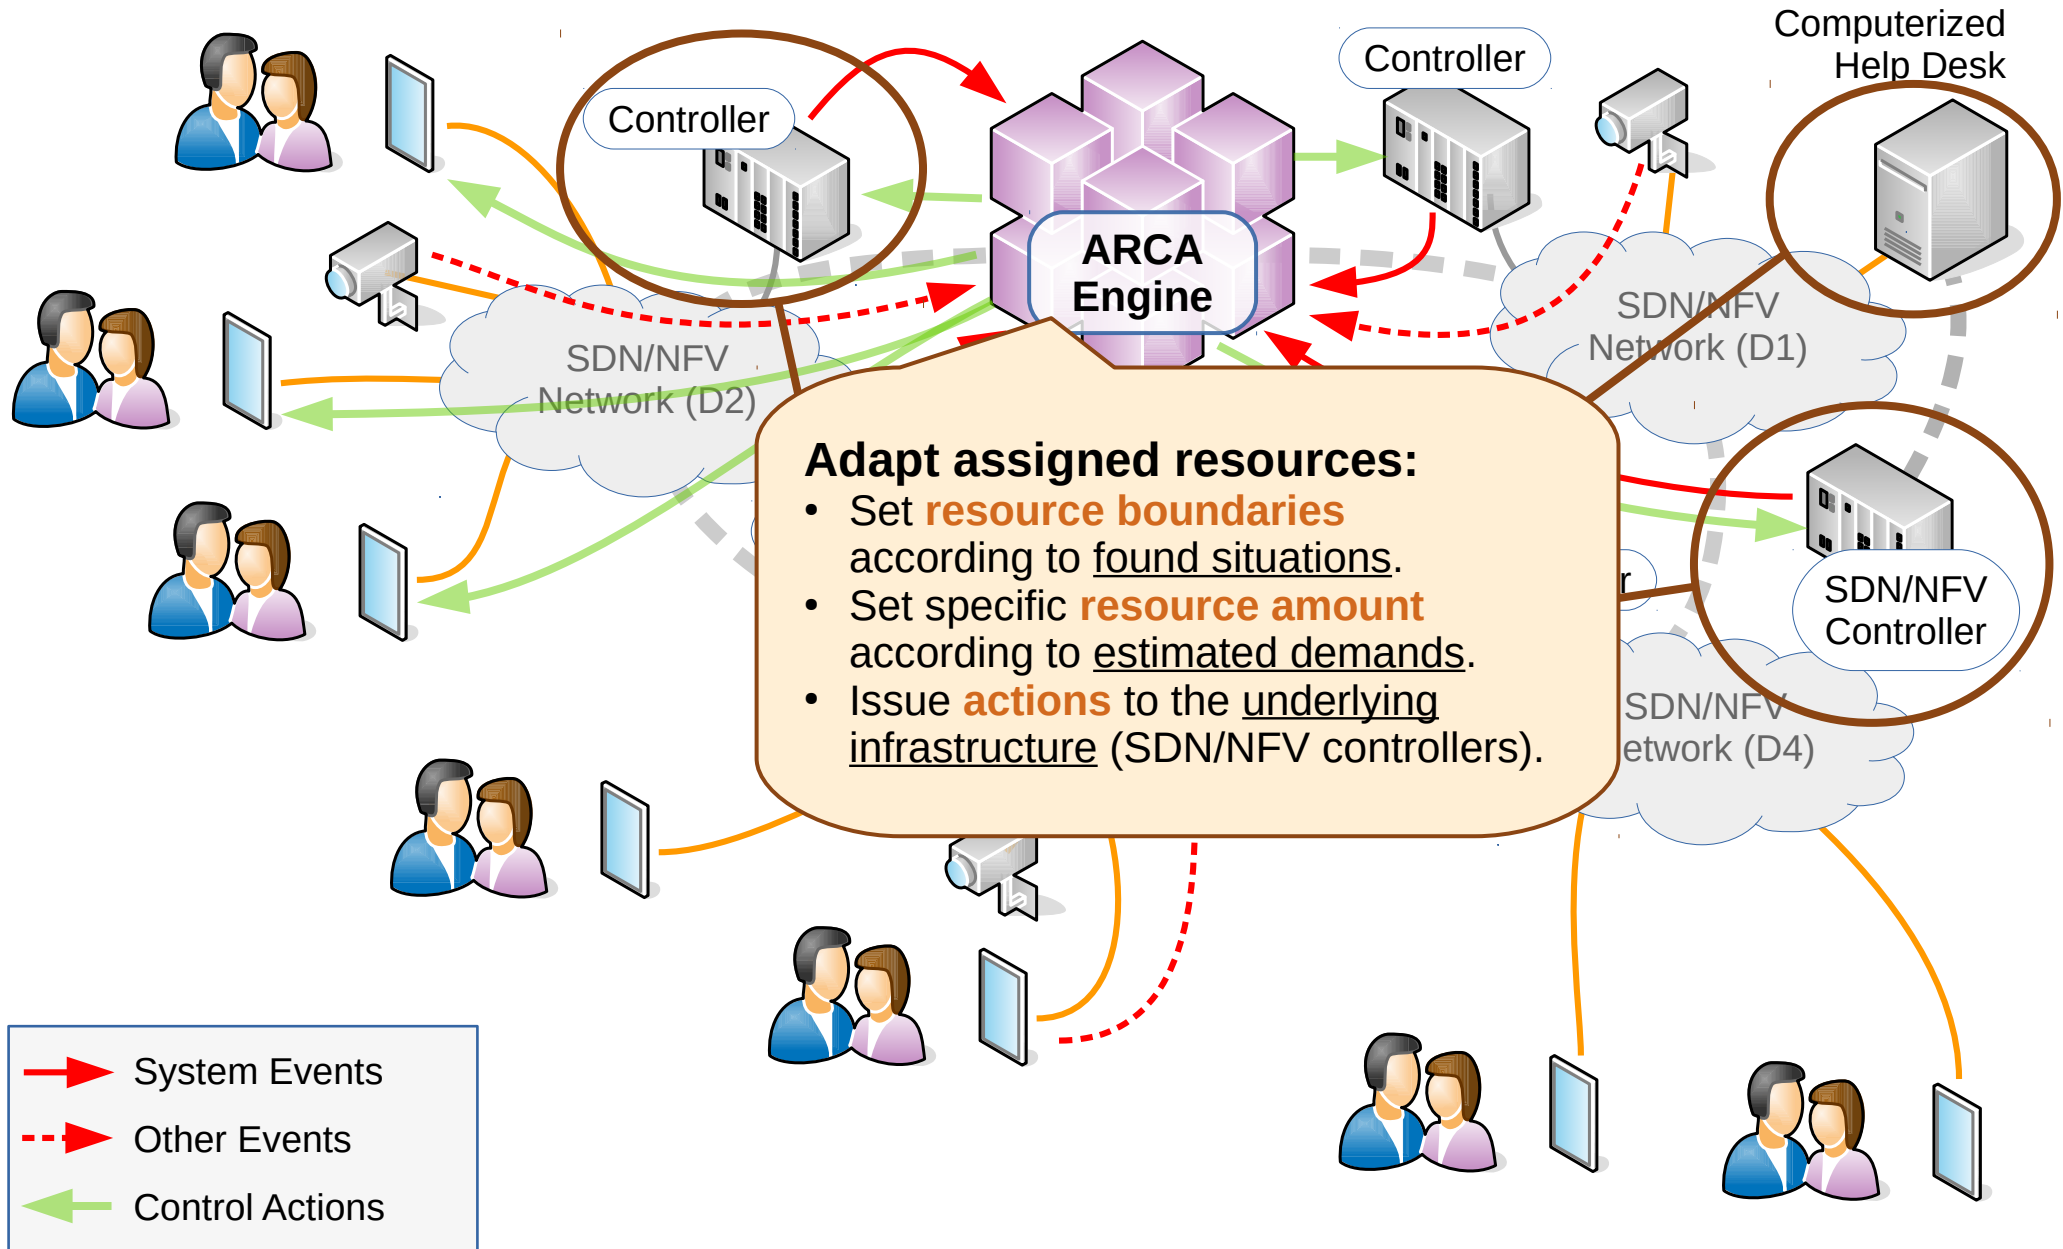 Computerized
Help Desk
Controller
Controller
ARCA
Engine
SDN/NFV
Network (D1)
SDN/NFV
Network (D2)
Adapt assigned resources:
• Set resource boundaries
according to found situations.
• Set specific resource amount
according to estimated demands.
• Issue actions to the underlying
infrastructure (SDN/NFV controllers).
r
SDN/NFV
Controller
SDN/NFV
etwork (D4)
System Events
Other Events
Control Actions